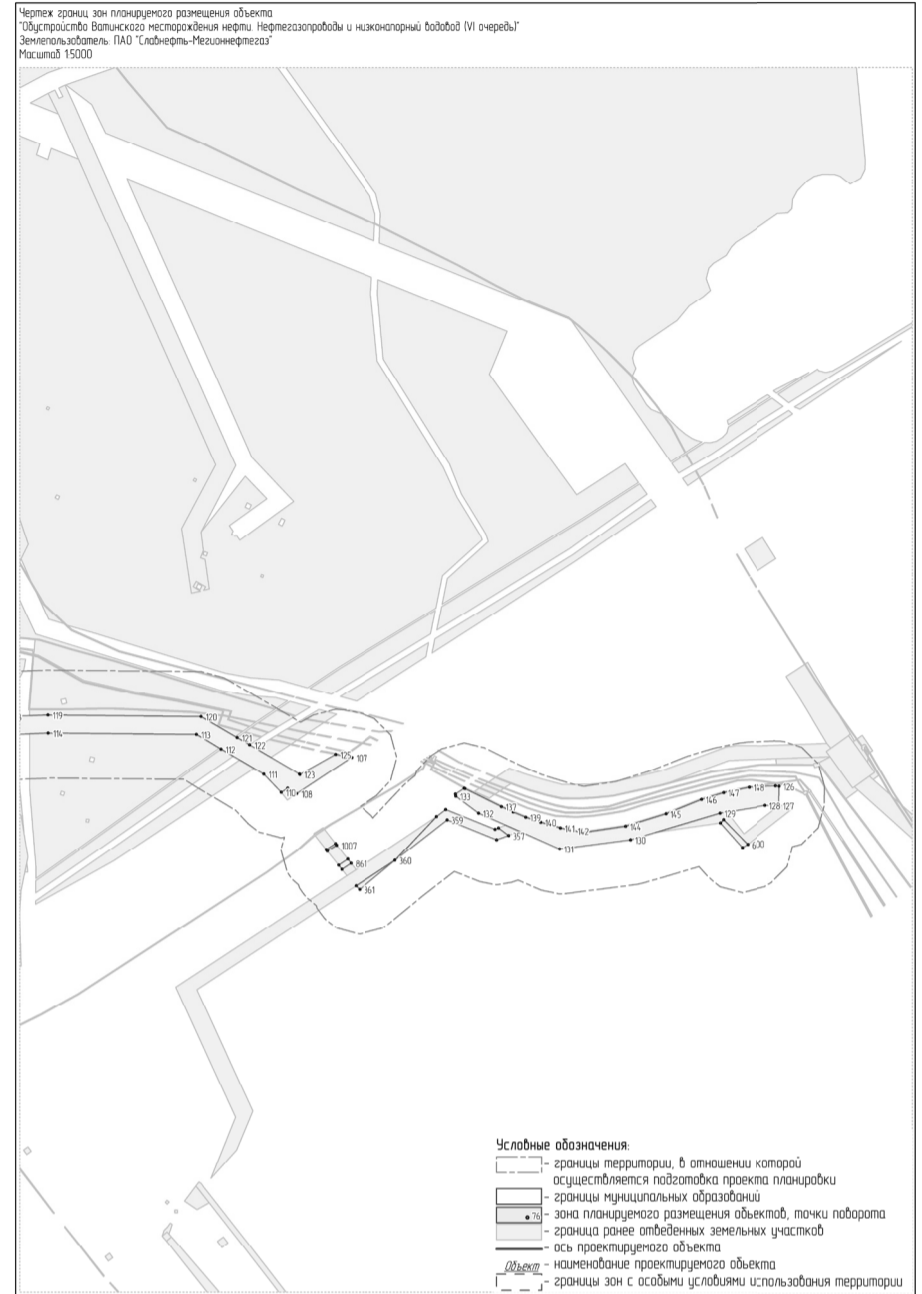 Чертеж границ зон планируемого размещения объекта
"Обустройство Ватинского месторождения нефти. Нефтегазопроводы и низконапорный водовод (VI очередь)"
Землепользователь: ПАО "Славнефть-Мегионнефтегаз"
Масштаб 1:5000
119
120
114
113
121
122
112
125
107
111
123
110
108
133
137
132
139
140
141
142
144
145
146
147
148
126
128
127
129
130
131
359
357
360
361
1007
861
Условные обозначения:
- границы территории, в отношении которой
осуществляется подготовка проекта планировки
- границы муниципальных образований
76 - зона планируемого размещения объектов, точки поворота
- граница ранее отведенных земельных участков
- ось проектируемого объекта
Объект - наименование проектируемого объекта
- границы зон с особыми условиями использования территории